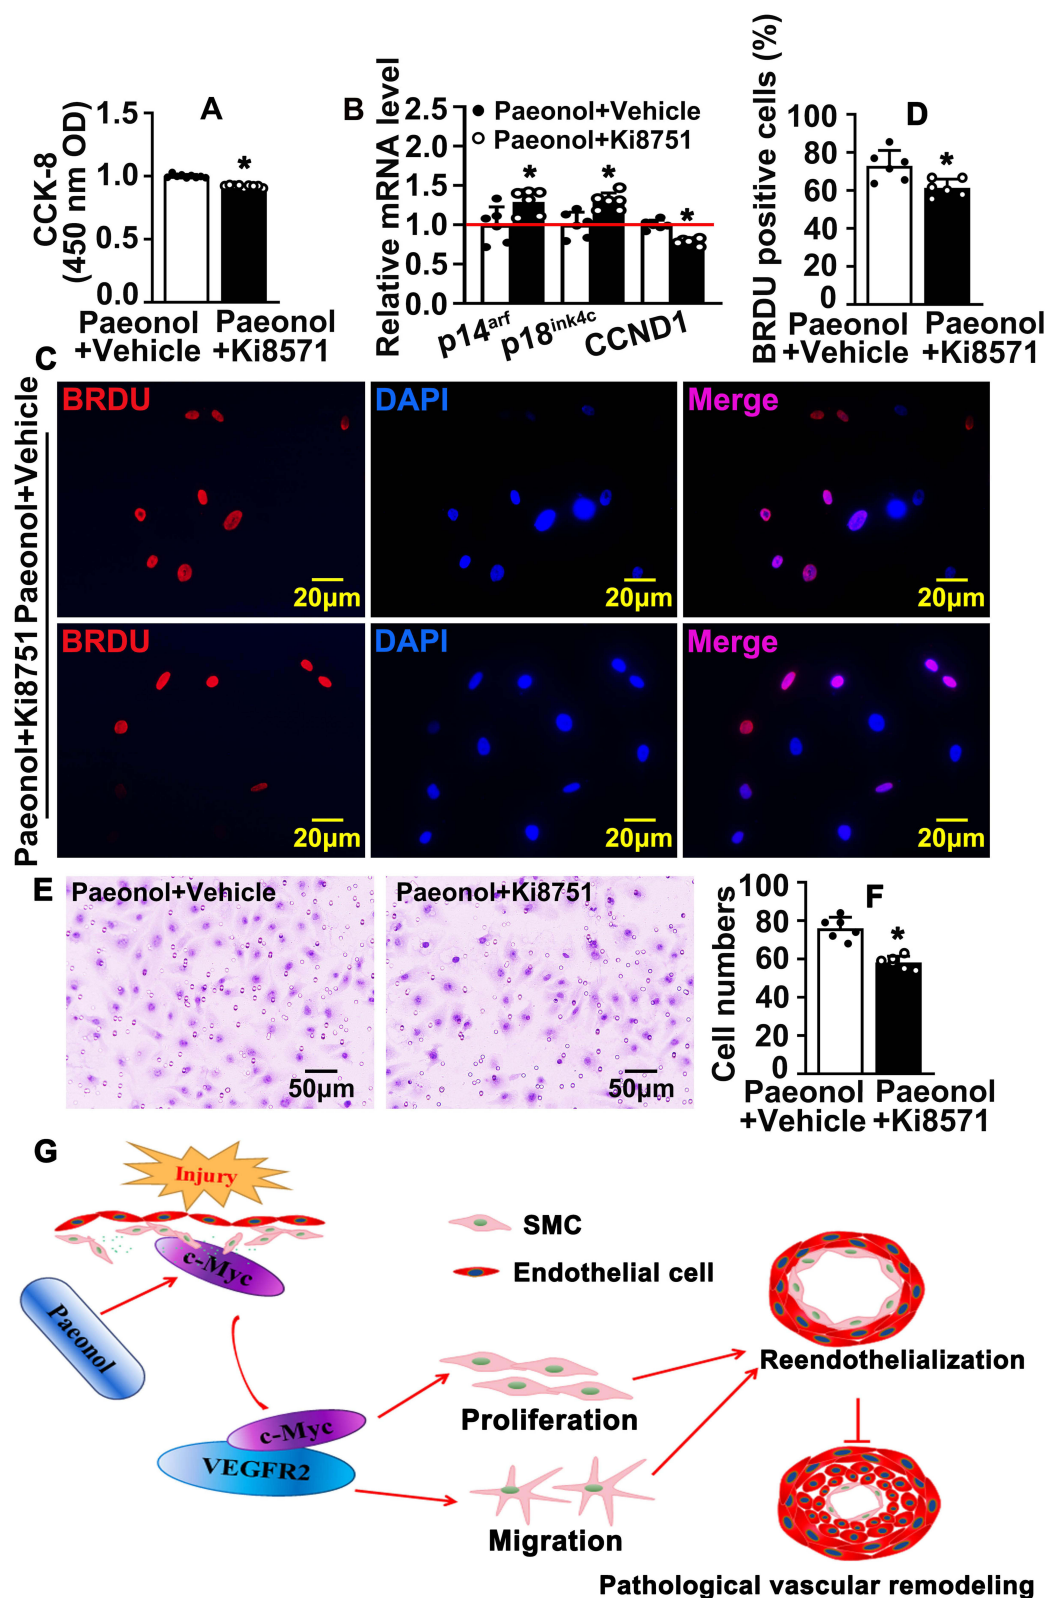 A
CCK-8
(450 nm OD)
1.5
1.0
0.5
0.0
*
Paeonol
+Vehicle
Paeonol
+Ki8571
B
Relative mRNA level
2.5
2.0
1.5
1.0
0.5
0.0
Paeonol+Vehicle
Paeonol+Ki8751
* * *
p14arf
p18ink4c
CCND1
D
BRDU positive cells (%)
100
80
60
40
20
0
*
Paeonol
+Vehicle
Paeonol
+Ki8571
C
Paeonol+Vehicle
BRDU
20μm
DAPI
20μm
Merge
20μm
Paeonol+Ki8751
BRDU
20μm
DAPI
20μm
Merge
20μm
E
Paeonol+Vehicle
50μm
Paeonol+Ki8751
50μm
F
Cell numbers
100
80
60
40
20
0
*
Paeonol
+Vehicle
Paeonol
+Ki8571
G
Injury
c-Myc
Paeonol
SMC
Endothelial cell
c-Myc
VEGFR2
Proliferation
Migration
Reendothelialization
Pathological vascular remodeling